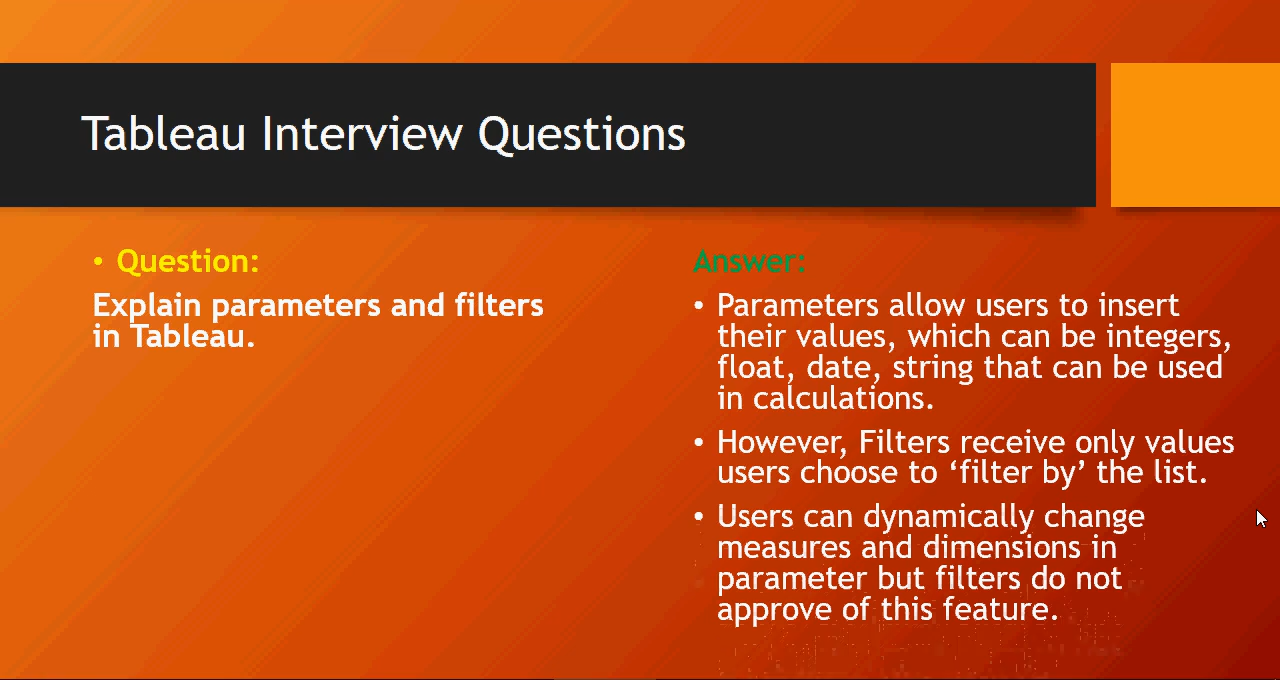 Tableau Interview Questions
• Question:
Explain parameters and filters
in Tableau.
Answer:
• Parameters allow users to insert
their values, which can be integers,
float, date, string that can be used
in calculations.
• However, Filters receive only values
users choose to ‘filter by’ the list.
• Users can dynamically change
measures and dimensions in
parameter but filters do not
approve of this feature.